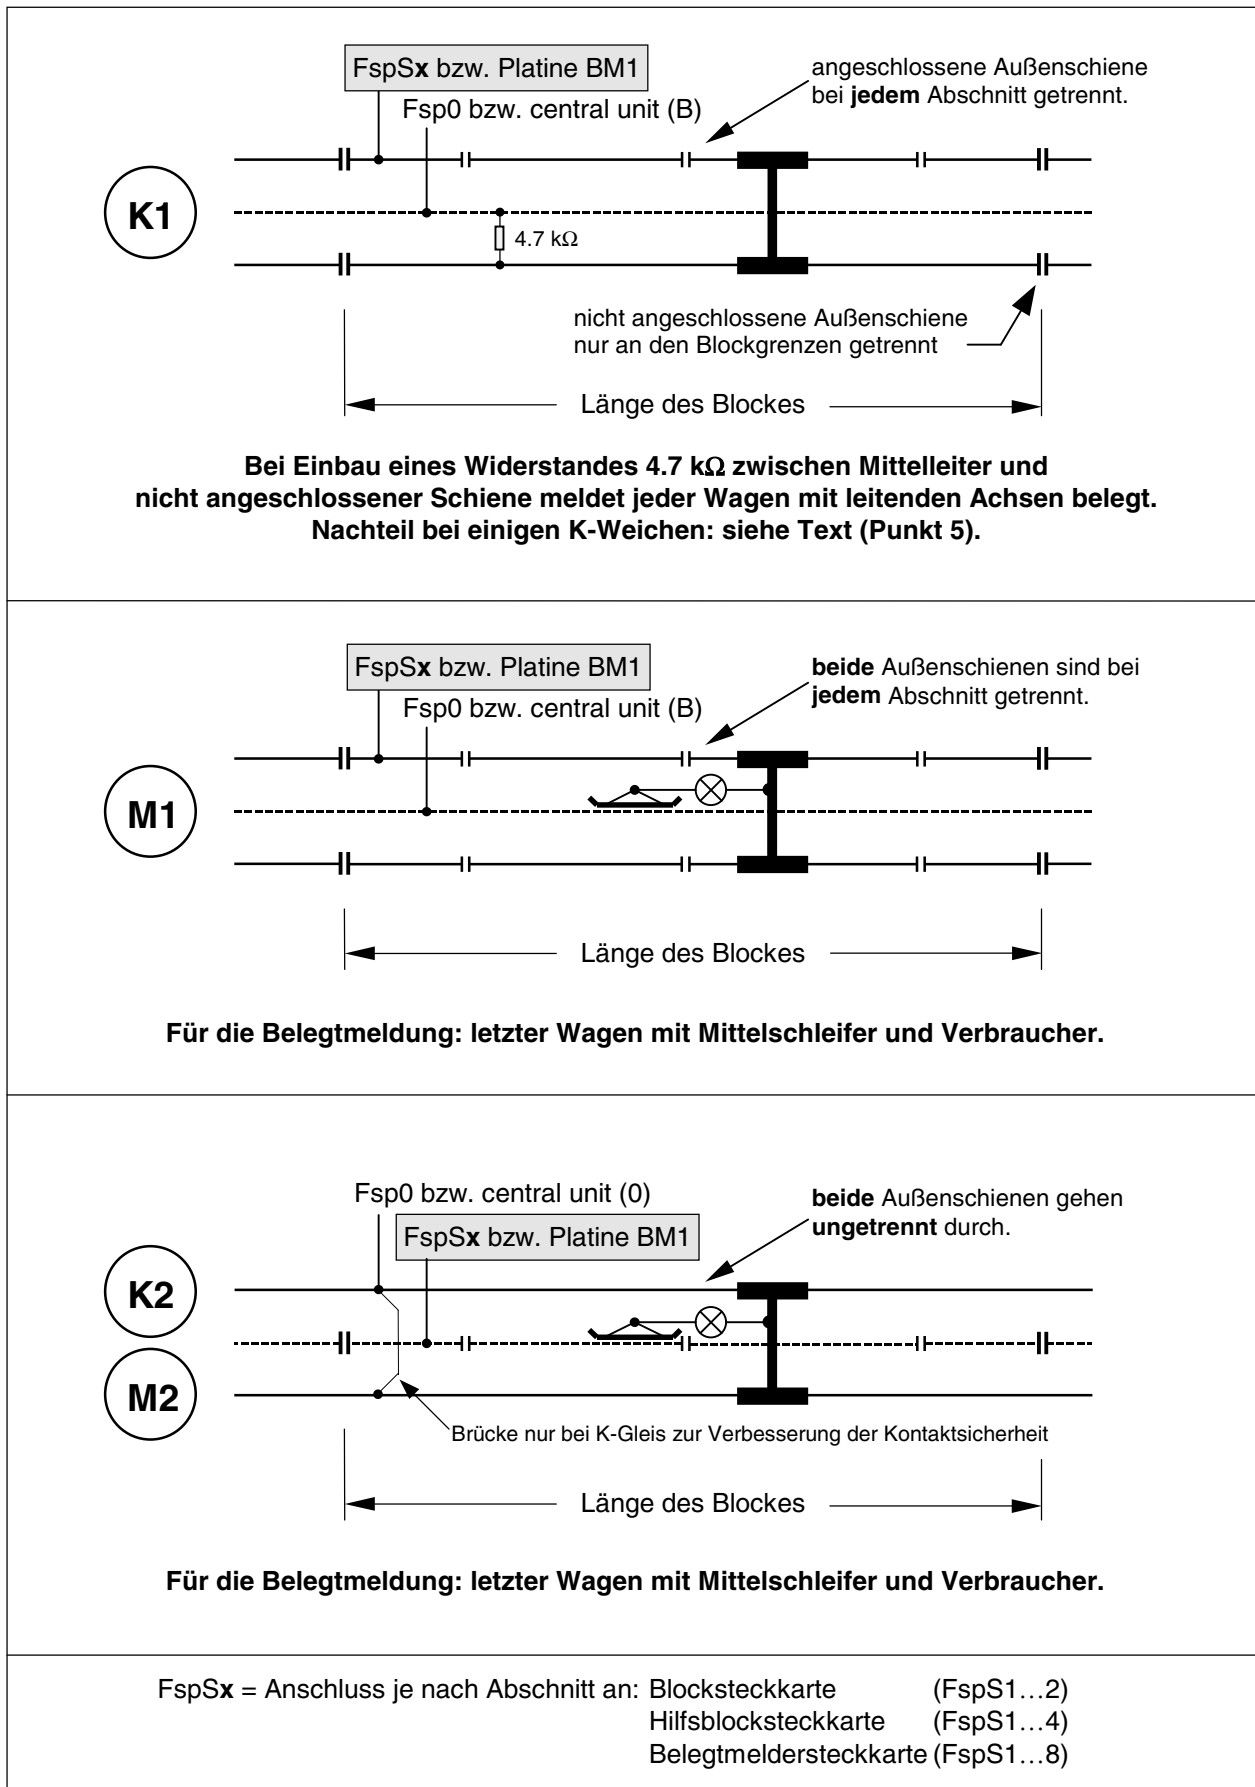 FspSx bzw. Platine BM1
angeschlossene Außenschiene
bei jedem Abschnitt getrennt.
Fsp0 bzw. central unit (B)
K1
4.7 kΩ
nicht angeschlossene Außenschiene
nur an den Blockgrenzen getrennt
Länge des Blockes
Bei Einbau eines Widerstandes 4.7 kΩ zwischen Mittelleiter und
nicht angeschlossener Schiene meldet jeder Wagen mit leitenden Achsen belegt.
Nachteil bei einigen K-Weichen: siehe Text (Punkt 5).
FspSx bzw. Platine BM1
beide Außenschienen sind bei
jedem Abschnitt getrennt.
Fsp0 bzw. central unit (B)
M1
Länge des Blockes
Für die Belegtmeldung: letzter Wagen mit Mittelschleifer und Verbraucher.
Fsp0 bzw. central unit (0)
beide Außenschienen gehen
ungetrennt durch.
FspSx bzw. Platine BM1
K2
M2
Brücke nur bei K-Gleis zur Verbesserung der Kontaktsicherheit
Länge des Blockes
Für die Belegtmeldung: letzter Wagen mit Mittelschleifer und Verbraucher.
FspSx = Anschluss je nach Abschnitt an: Blocksteckkarte (FspS1...2)
Hilfsblocksteckkarte (FspS1...4)
Belegtmeldersteckkarte (FspS1...8)